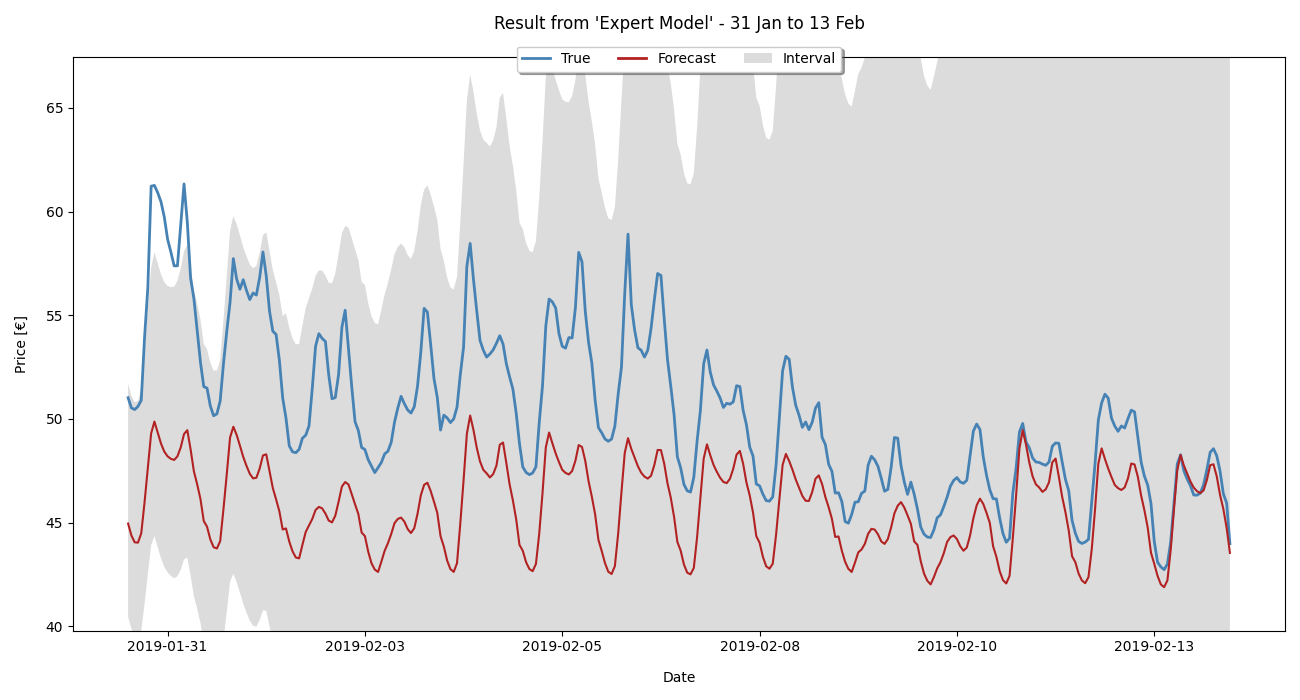 Result from 'Expert Model' - 31 Jan to 13 Feb
True Forecast Interval
65
60
55
50
45
40
Price [€]
2019-01-31 2019-02-03 2019-02-05 2019-02-08 2019-02-10 2019-02-13
Date